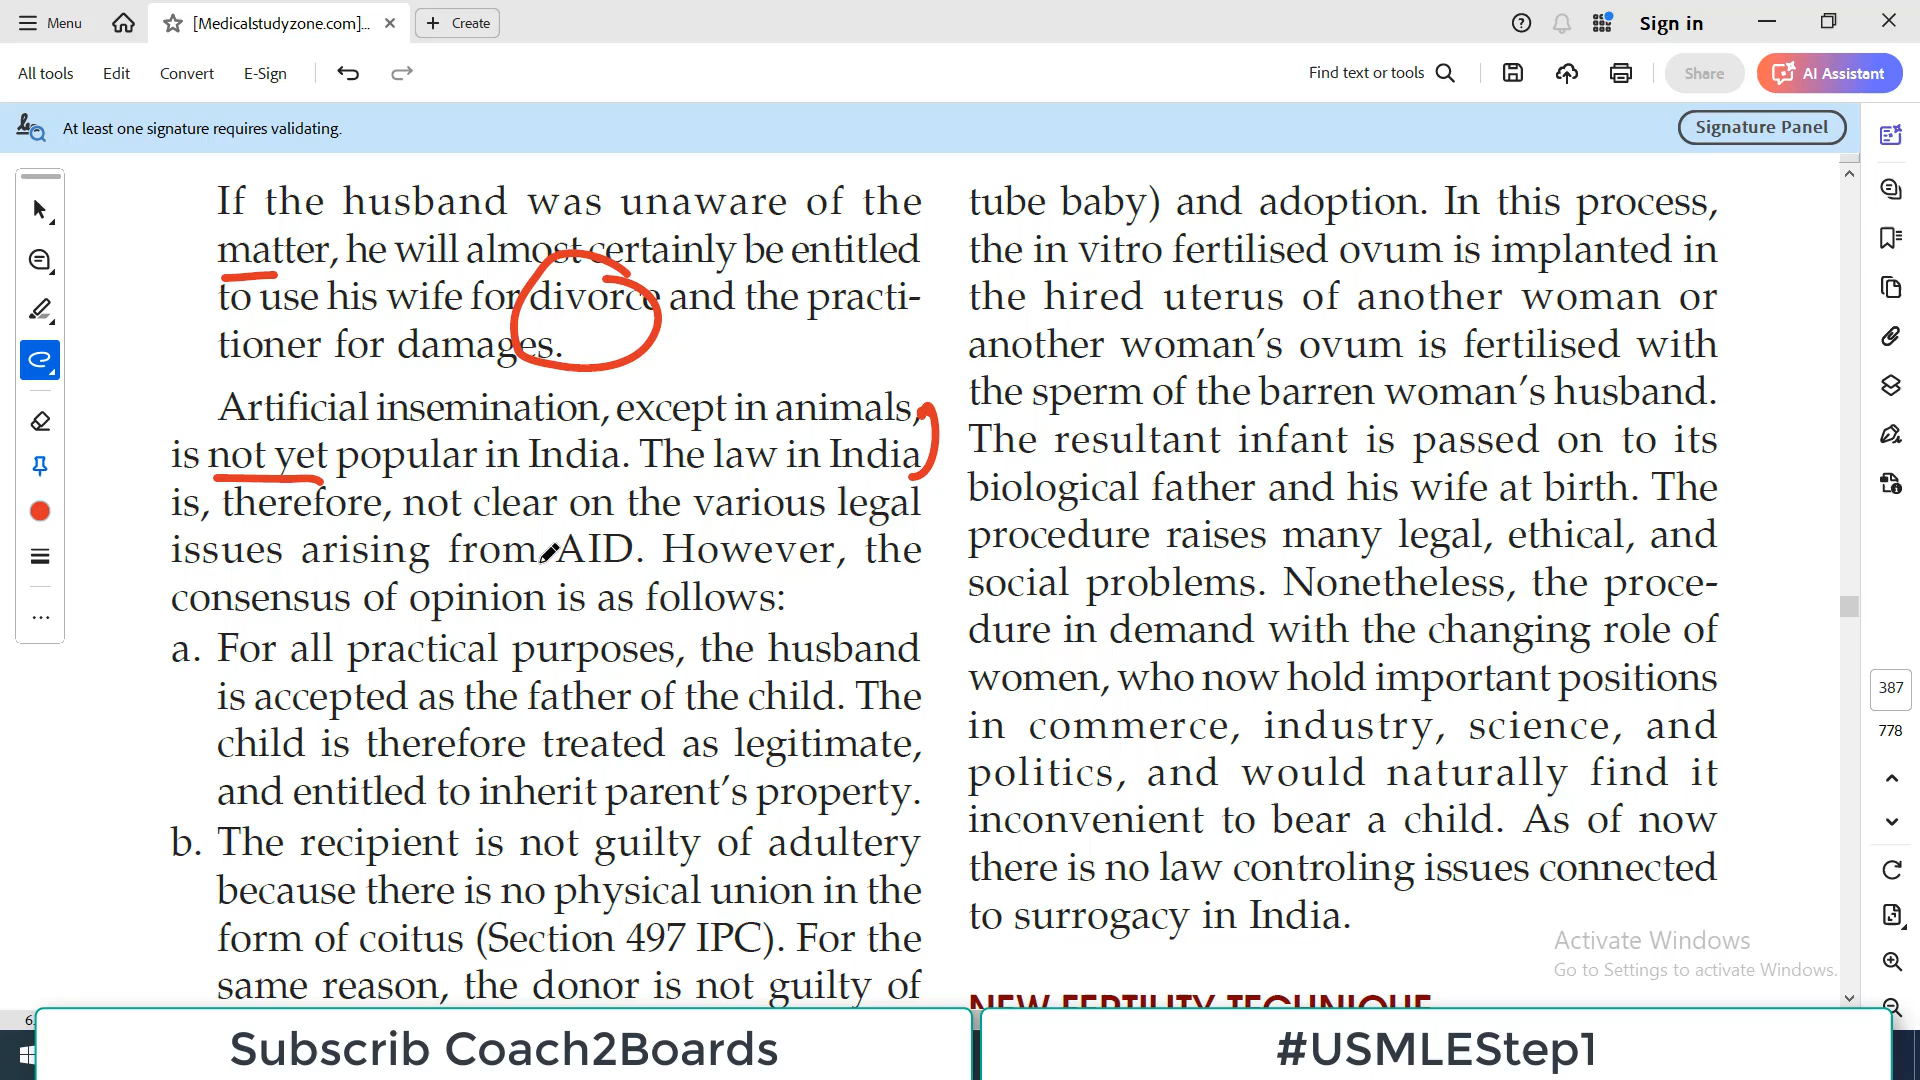 Menu
[Medicalstudyzone.com]...
Create
Sign in
All tools
Edit
Convert
E-Sign
Find text or tools
Share
AI Assistant
At least one signature requires validating.
Signature Panel
If the husband was unaware of the
matter, he will almost certainly be entitled
to use his wife for divorce and the practi-
tioner for damages.
Artificial insemination, except in animals,
is not yet popular in India. The law in India
is, therefore, not clear on the various legal
issues arising from AID. However, the
consensus of opinion is as follows:
a. For all practical purposes, the husband
is accepted as the father of the child. The
child is therefore treated as legitimate,
and entitled to inherit parent's property.
b. The recipient is not guilty of adultery
because there is no physical union in the
form of coitus (Section 497 IPC). For the
same reason, the donor is not guilty of
tube baby) and adoption. In this process,
the in vitro fertilised ovum is implanted in
the hired uterus of another woman or
another woman's ovum is fertilised with
the sperm of the barren woman's husband.
The resultant infant is passed on to its
biological father and his wife at birth. The
procedure raises many legal, ethical, and
social problems. Nonetheless, the proce-
dure in demand with the changing role of
women, who now hold important positions
in commerce, industry, science, and
politics, and would naturally find it
inconvenient to bear a child. As of now
there is no law controling issues connected
to surrogacy in India.
NEW FERTILITY TECHNIQUE
387
778
Activate Windows
Go to Settings to activate Windows.
Subscrib Coach2Boards
#USMLEStep1